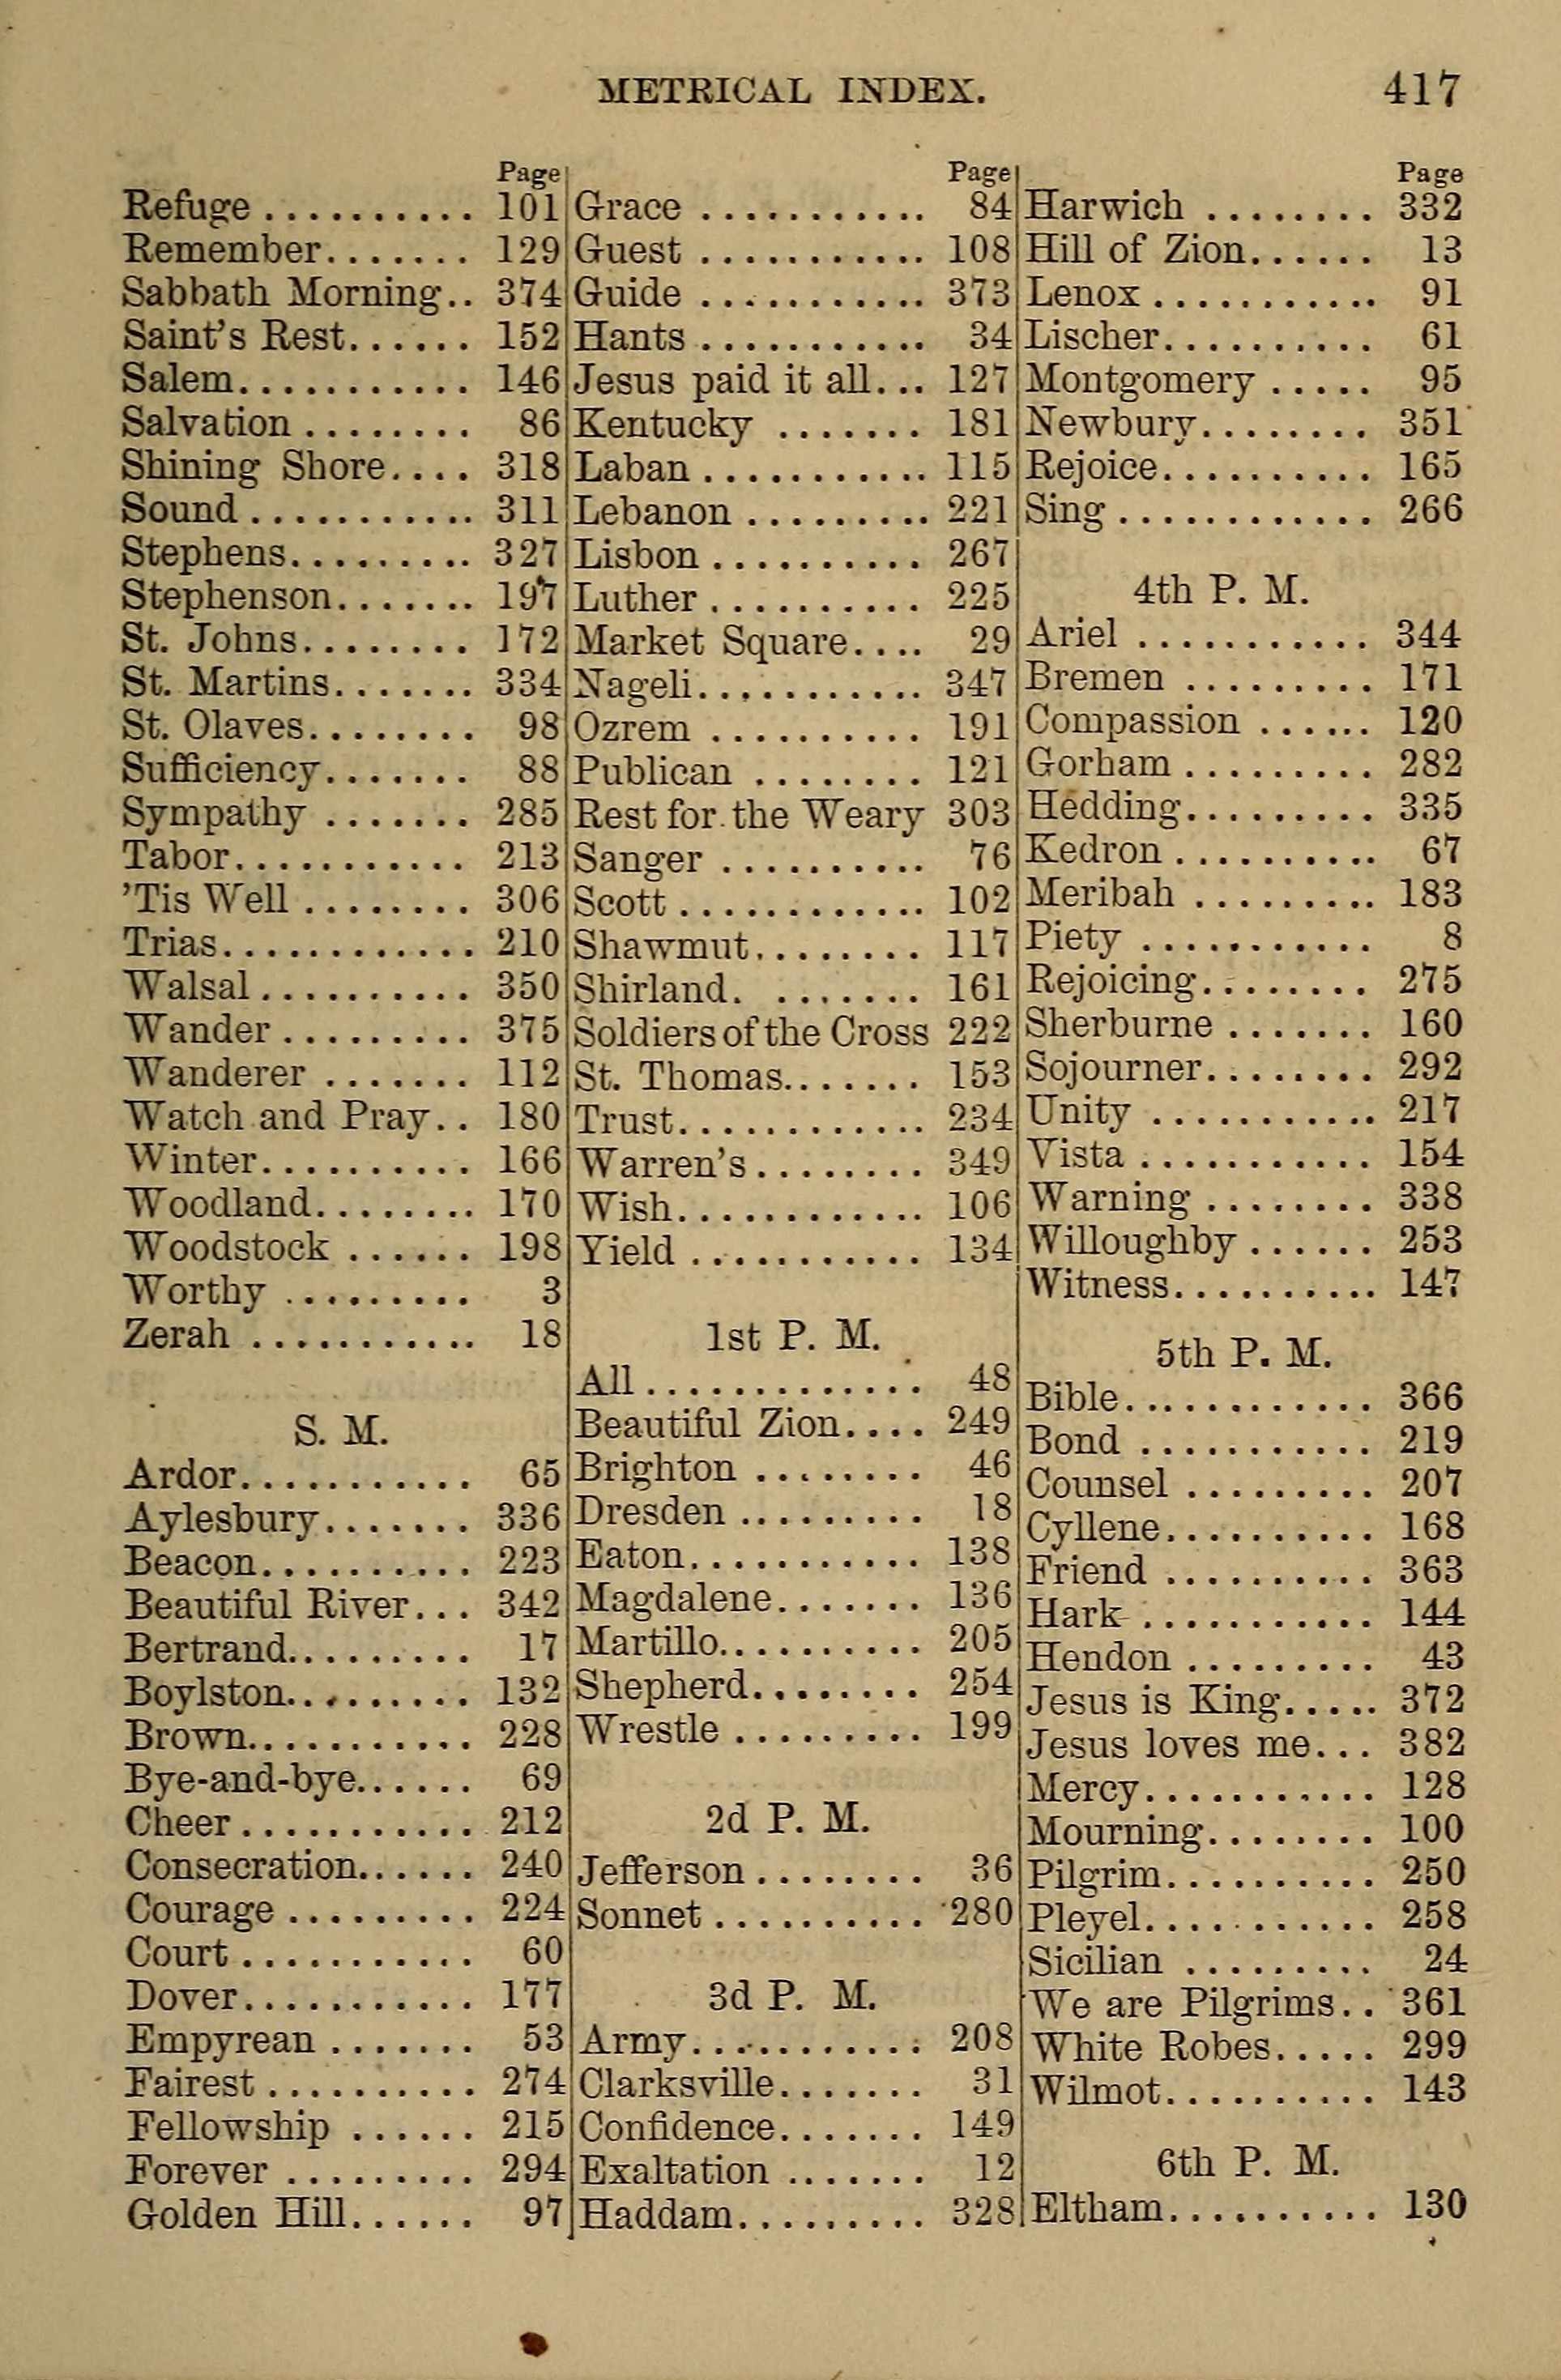 METRICAL INDEX. 417
Page
Refuge .......... 101
Remember....... 129
Sabbath Morning.. 374
Saint's Rest...... 152
Salem........... 146
Salvation ........ 86
Shining Shore.... 318
Sound ........... 311
Stephens......... 327
Stephenson....... 197
St. Johns........ 172
St. Martins....... 334
St. Olaves........ 98
Sufficiency....... 88
Sympathy ....... 285
Tabor........... 213
'Tis Well ........ 306
Trias............ 210
Walsal .......... 350
Wander ......... 375
Wanderer ....... 112
Watch and Pray.. 180
Winter.......... 166
Woodland........ 170
Woodstock ...... 198
Worthy ......... 3
Zerah ........... 18
S. M.
Ardor........... 65
Aylesbury....... 336
Beacon.......... 223
Beautiful River... 342
Bertrand......... 17
Boylston......... 132
Brown........... 228
Bye-and-bye...... 69
Cheer........... 212
Consecration...... 240
Courage ......... 224
Court ........... 60
Dover........... 177
Empyrean ....... 53
Fairest .......... 274
Fellowship ...... 215
Forever ......... 294
Golden Hill...... 97
Page
Grace ........... 84
Guest ........... 108
Guide ........... 373
Hants ........... 34
Jesus paid it all... 127
Kentucky ....... 181
Laban ........... 115
Lebanon ......... 221
Lisbon .......... 267
Luther .......... 225
Market Square.... 29
Nageli........... 347
Ozrem .......... 191
Publican ........ 121
Rest for the Weary 303
Sanger .......... 76
Scott ............ 102
Shawmut........ 117
Shirland. ....... 161
Soldiers of the Cross 222
St. Thomas....... 153
Trust............ 234
Warren's ........ 349
Wish............ 106
Yield ........... 134
1st P. M.
All ............. 48
Beautiful Zion.... 249
Brighton ........ 46
Dresden ......... 18
Eaton........... 138
Magdalene....... 136
Martillo.......... 205
Shepherd........ 254
Wrestle ......... 199
2d P. M.
Jefferson ........ 36
Sonnet .......... 280
3d P. M.
Army........... 208
Clarksville....... 31
Confidence....... 149
Exaltation ....... 12
Haddam......... 328
Page
Harwich ........ 332
Hill of Zion...... 13
Lenox ........... 91
Lischer.......... 61
Montgomery ..... 95
Newbury........ 351
Rejoice.......... 165
Sing ............ 266
4th P. M.
Ariel ........... 344
Bremen ......... 171
Compassion ...... 120
Gorham ......... 282
Hedding......... 335
Kedron .......... 67
Meribah ......... 183
Piety ........... 8
Rejoicing........ 275
Sherburne ....... 160
Sojourner........ 292
Unity ........... 217
Vista ........... 154
Warning ........ 338
Willoughby ...... 253
Witness.......... 147
5th P. M.
Bible............ 366
Bond ........... 219
Counsel ......... 207
Cyllene.......... 168
Friend .......... 363
Hark ........... 144
Hendon ......... 43
Jesus is King..... 372
Jesus loves me... 382
Mercy........... 128
Mourning........ 100
Pilgrim.......... 250
Pleyel........... 258
Sicilian ......... 24
We are Pilgrims.. 361
White Robes..... 299
Wilmot.......... 143
6th P. M.
Eltham.......... 130